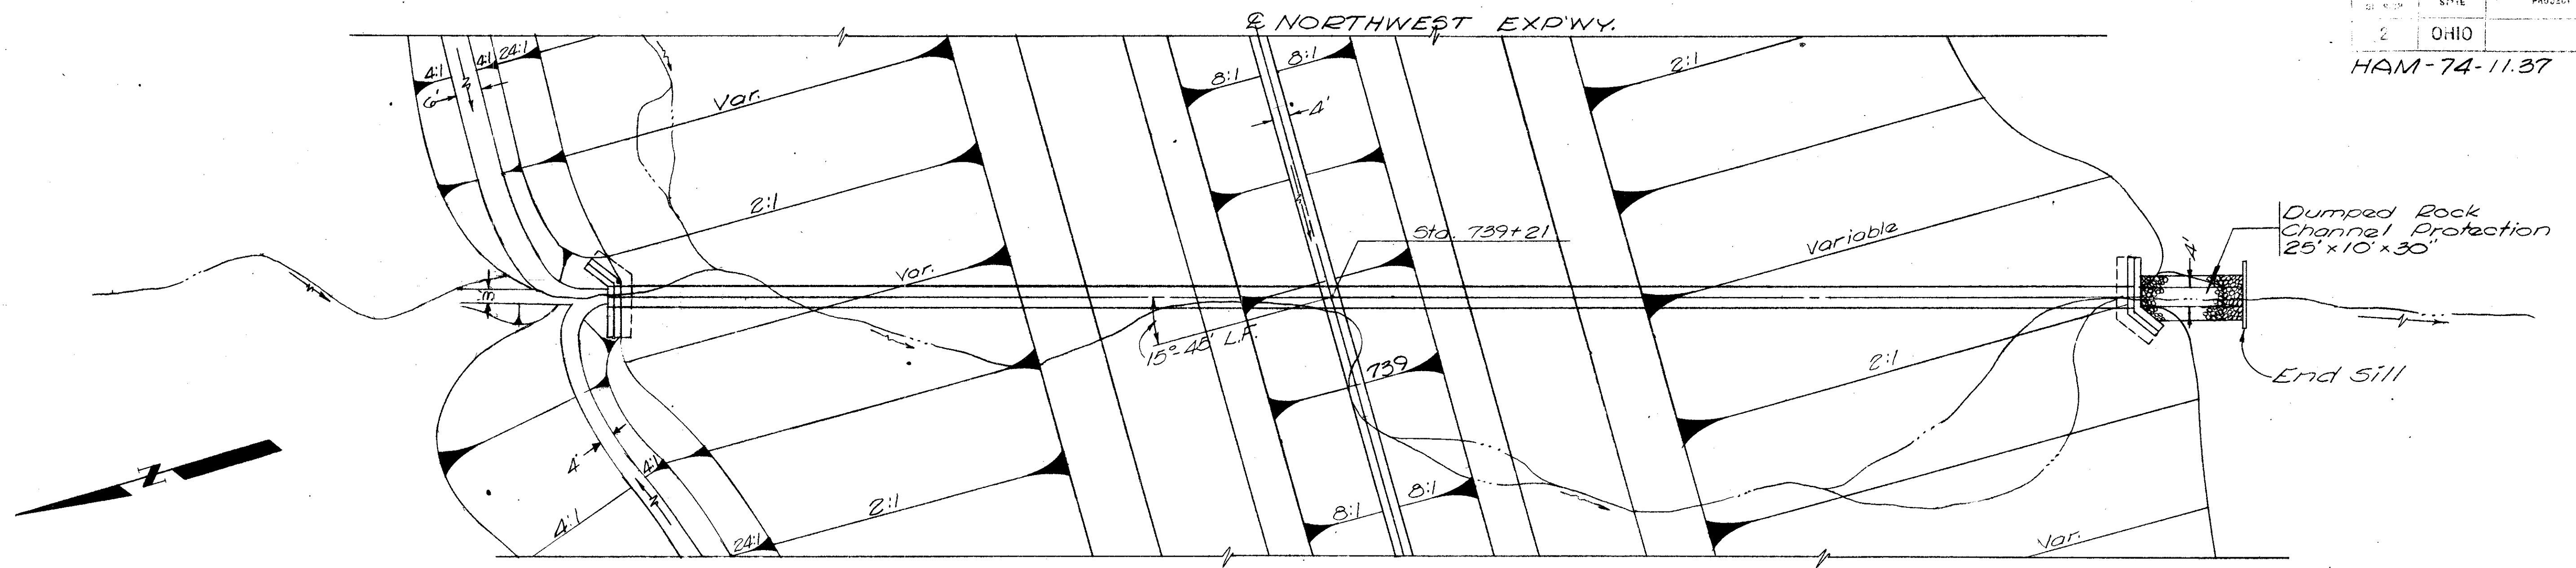 ℄ NORTHWEST EXP'WY.
2 OHIO
HAM-74-11.37
4:1
4:1
24:1
6'
Var.
8:1
8:1
4'
2:1
2:1
Sta. 739+21
Variable
Dumped Rock
Channel Protection
25' x 10' x 30"
Var.
3'
4'
15°-45' L.F.
739
2:1
End Sill
N
4'
4:1
4:1
2:1
24:1
8:1
8:1
Var.